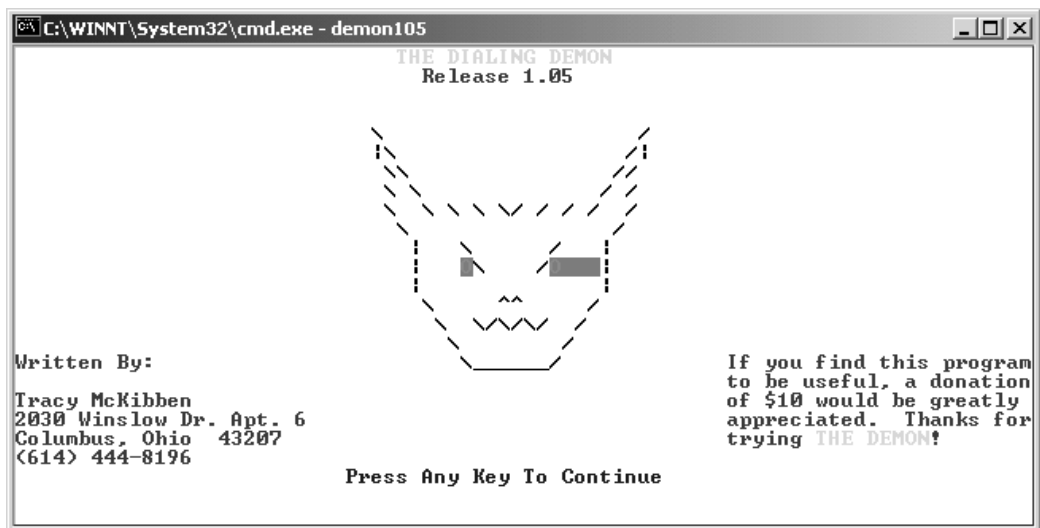 C:\WINNT\System32\cmd.exe - demon105
THE DIALING DEMON
Release 1.05
Written By:
Tracy McKibben
2030 Winslow Dr. Apt. 6
Columbus, Ohio  43207
(614) 444-8196
If you find this program
to be useful, a donation
of $10 would be greatly
appreciated.  Thanks for
trying THE DEMON!
Press Any Key To Continue